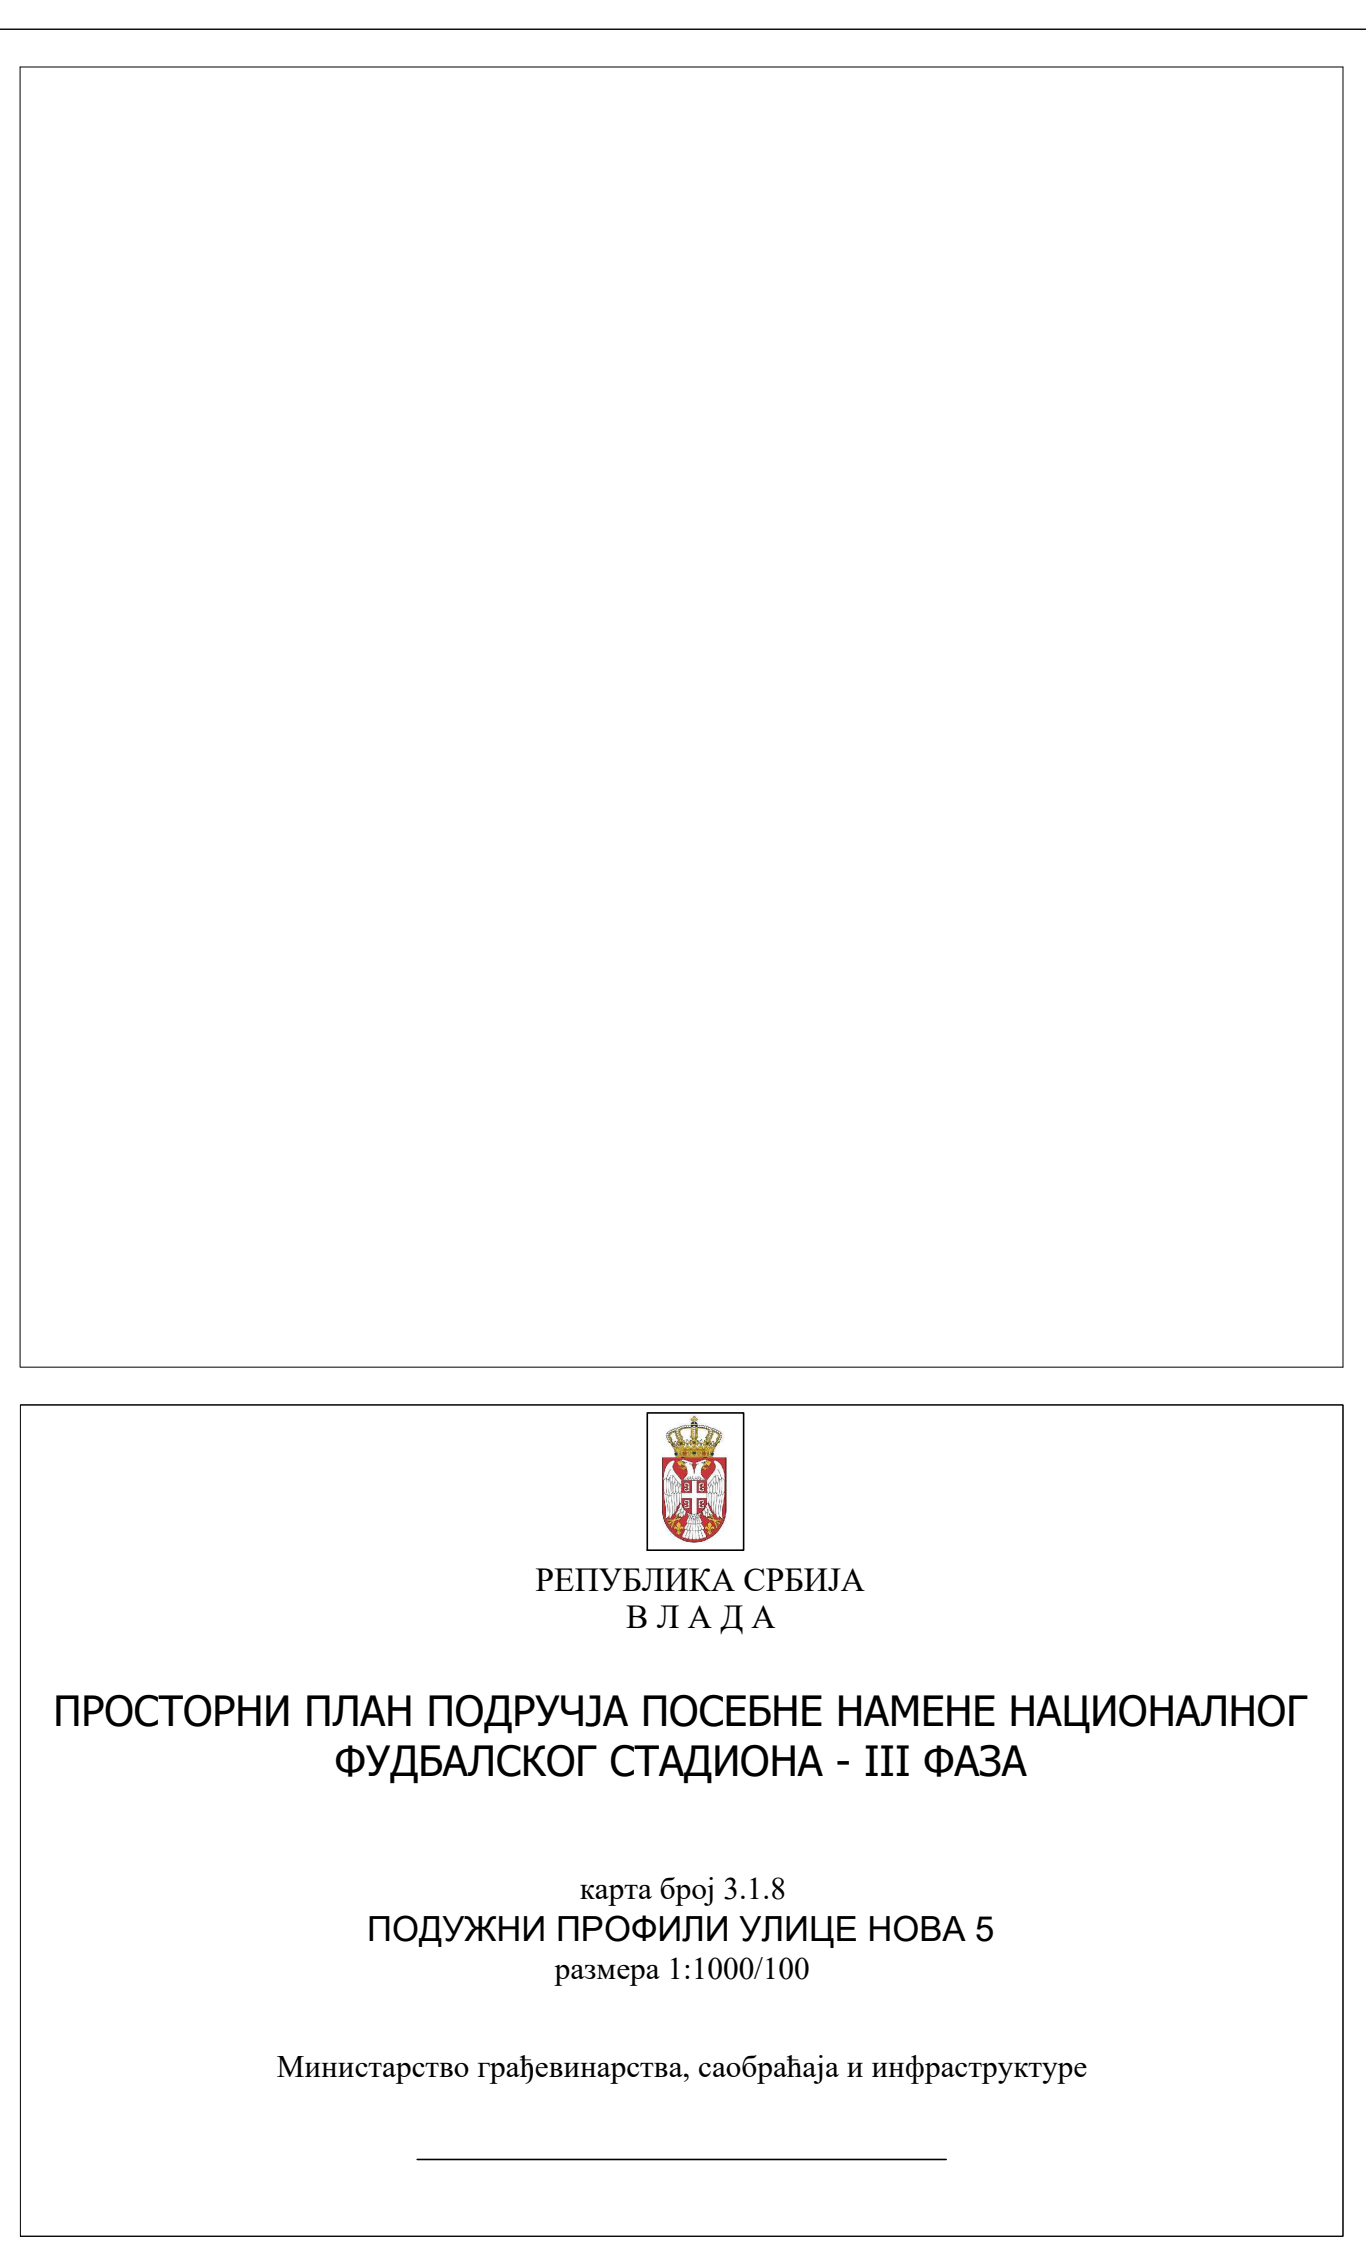 РЕПУБЛИКА СРБИЈА
В Л А Д А
ПРОСТОРНИ ПЛАН ПОДРУЧЈА ПОСЕБНЕ НАМЕНЕ НАЦИОНАЛНОГ
ФУДБАЛСКОГ СТАДИОНА - III ФАЗА
карта број 3.1.8
ПОДУЖНИ ПРОФИЛИ УЛИЦЕ НОВА 5
размера 1:1000/100
Министарство грађевинарства, саобраћаја и инфраструктуре